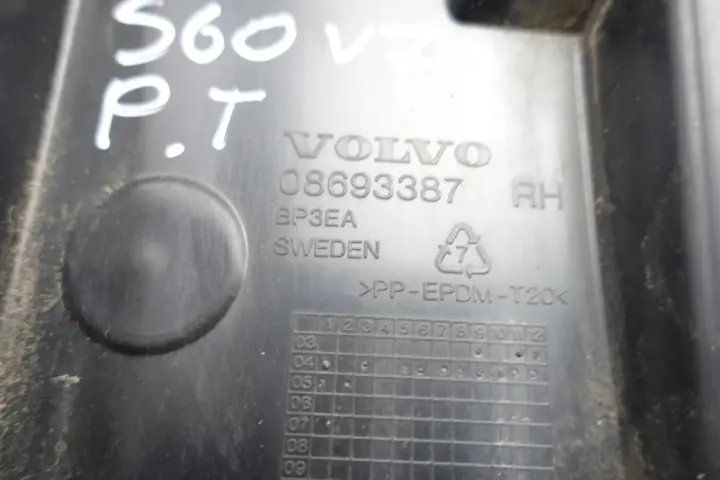 S60 V7
P.T
VOLVO
08693387 RH
BP3EA
SWEDEN
7
>PP-EPDM-T20<
1 2 3 4 5 6 7 8 9 10 11 12
03
04
05
06
07
08
09